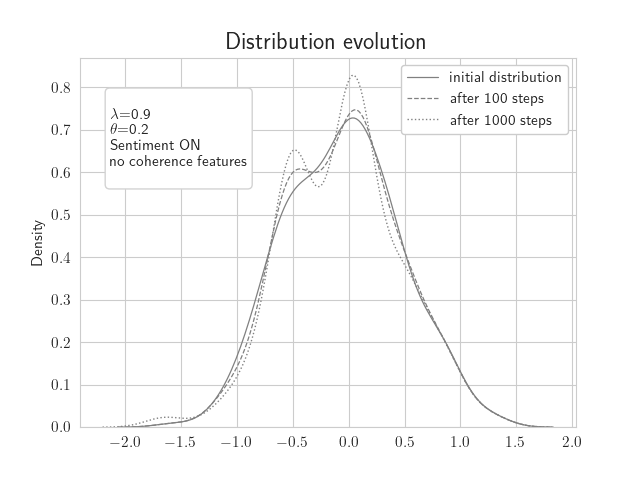 Distribution evolution
initial distribution
after 100 steps
after 1000 steps
λ=0.9
θ=0.2
Sentiment ON
no coherence features
Density
0.8
0.7
0.6
0.5
0.4
0.3
0.2
0.1
0.0
−2.0 −1.5 −1.0 −0.5 0.0 0.5 1.0 1.5 2.0